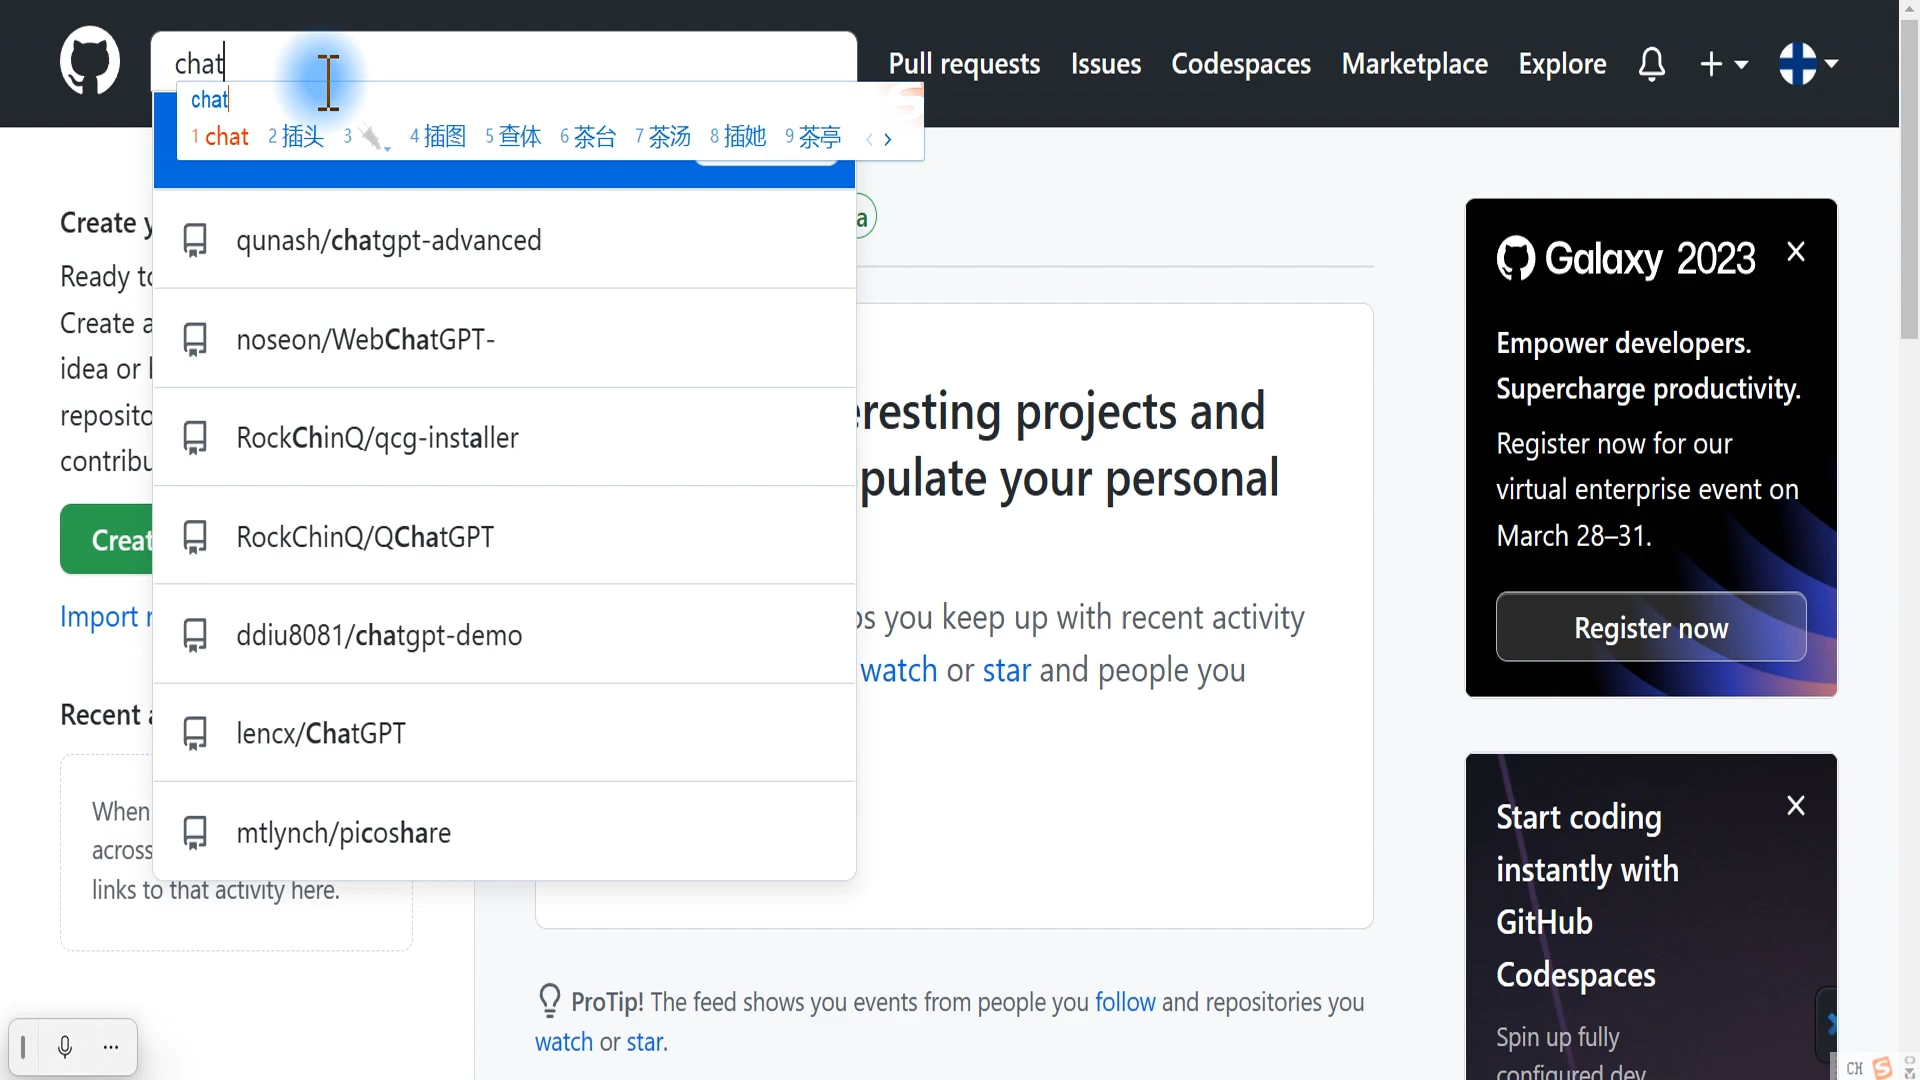 chat
Pull requests Issues Codespaces Marketplace Explore
chat
1 chat 2 插头 3 4 插图 5 查体 6 茶台 7 茶汤 8 插她 9 茶亭
qunash/chatgpt-advanced
noseon/WebChatGPT-
RockChinQ/qcg-installer
RockChinQ/QChatGPT
ddiu8081/chatgpt-demo
lencx/ChatGPT
mtlynch/picoshare
Create y
Ready to
Create a
idea or
reposito
contribu
Creat
Import r
Recent a
When
across
links to that activity here.
a
eresting projects and
pulate your personal
ps you keep up with recent activity
watch or star and people you
ProTip! The feed shows you events from people you follow and repositories you
watch or star.
Galaxy 2023
Empower developers.
Supercharge productivity.
Register now for our
virtual enterprise event on
March 28–31.
Register now
Start coding
instantly with
GitHub
Codespaces
Spin up fully
configured dev
CH